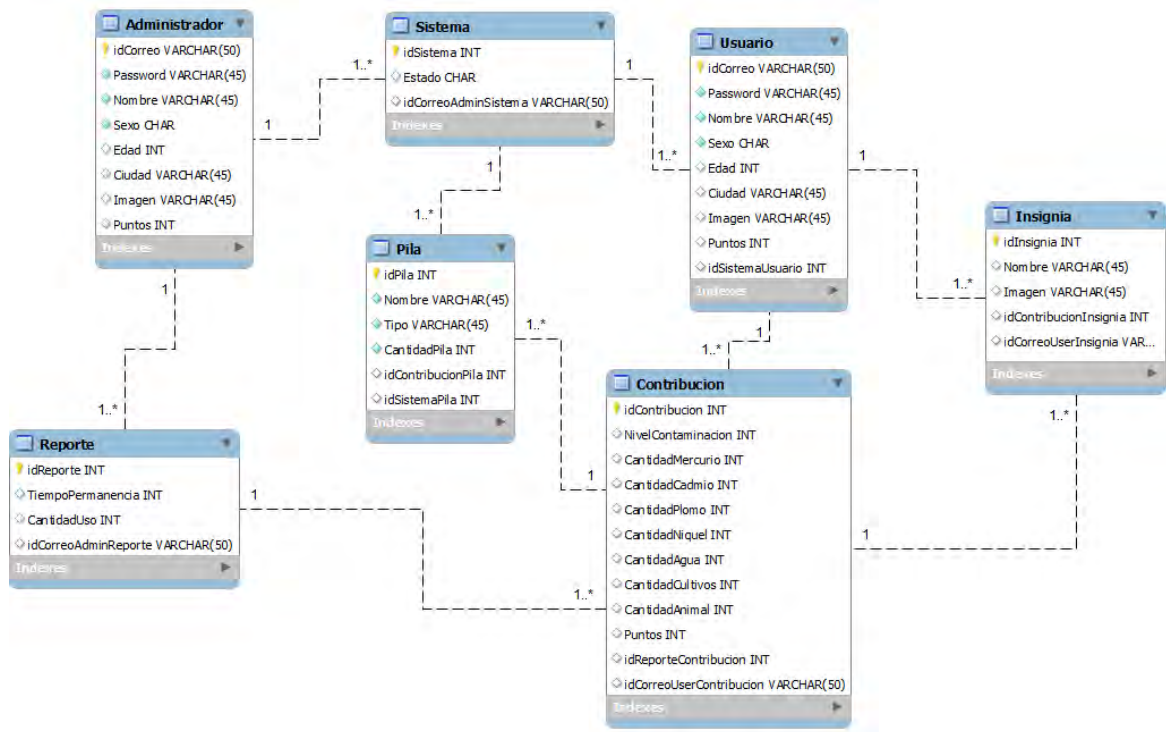 Administrador
idCorreo VARCHAR(50)
Password VARCHAR(45)
Nombre VARCHAR(45)
Sexo CHAR
Edad INT
Ciudad VARCHAR(45)
Imagen VARCHAR(45)
Puntos INT
Indexes
Sistema
idSistema INT
Estado CHAR
idCorreoAdminSistema VARCHAR(50)
Indexes
Usuario
idCorreo VARCHAR(50)
Password VARCHAR(45)
Nombre VARCHAR(45)
Sexo CHAR
Edad INT
Ciudad VARCHAR(45)
Imagen VARCHAR(45)
Puntos INT
idSistemaUsuario INT
Indexes
Insignia
idInsignia INT
Nombre VARCHAR(45)
Imagen VARCHAR(45)
idContribucionInsignia INT
idCorreoUserInsignia VAR...
Indexes
Pila
idPila INT
Nombre VARCHAR(45)
Tipo VARCHAR(45)
CantidadPila INT
idContribucionPila INT
idSistemaPila INT
Indexes
Contribucion
idContribucion INT
NivelContaminacion INT
CantidadMercurio INT
CantidadCadmio INT
CantidadPlomo INT
CantidadNiquel INT
CantidadAgua INT
CantidadCultivos INT
CantidadAnimal INT
Puntos INT
idReporteContribucion INT
idCorreoUserContribucion VARCHAR(50)
Indexes
Reporte
idReporte INT
TiempoPermanencia INT
CantidadUso INT
idCorreoAdminReporte VARCHAR(50)
Indexes
1
1..*
1
1..*
1
1..*
1
1..*
1
1..*
1..*
1
1
1..*
1
1..*
1
1..*